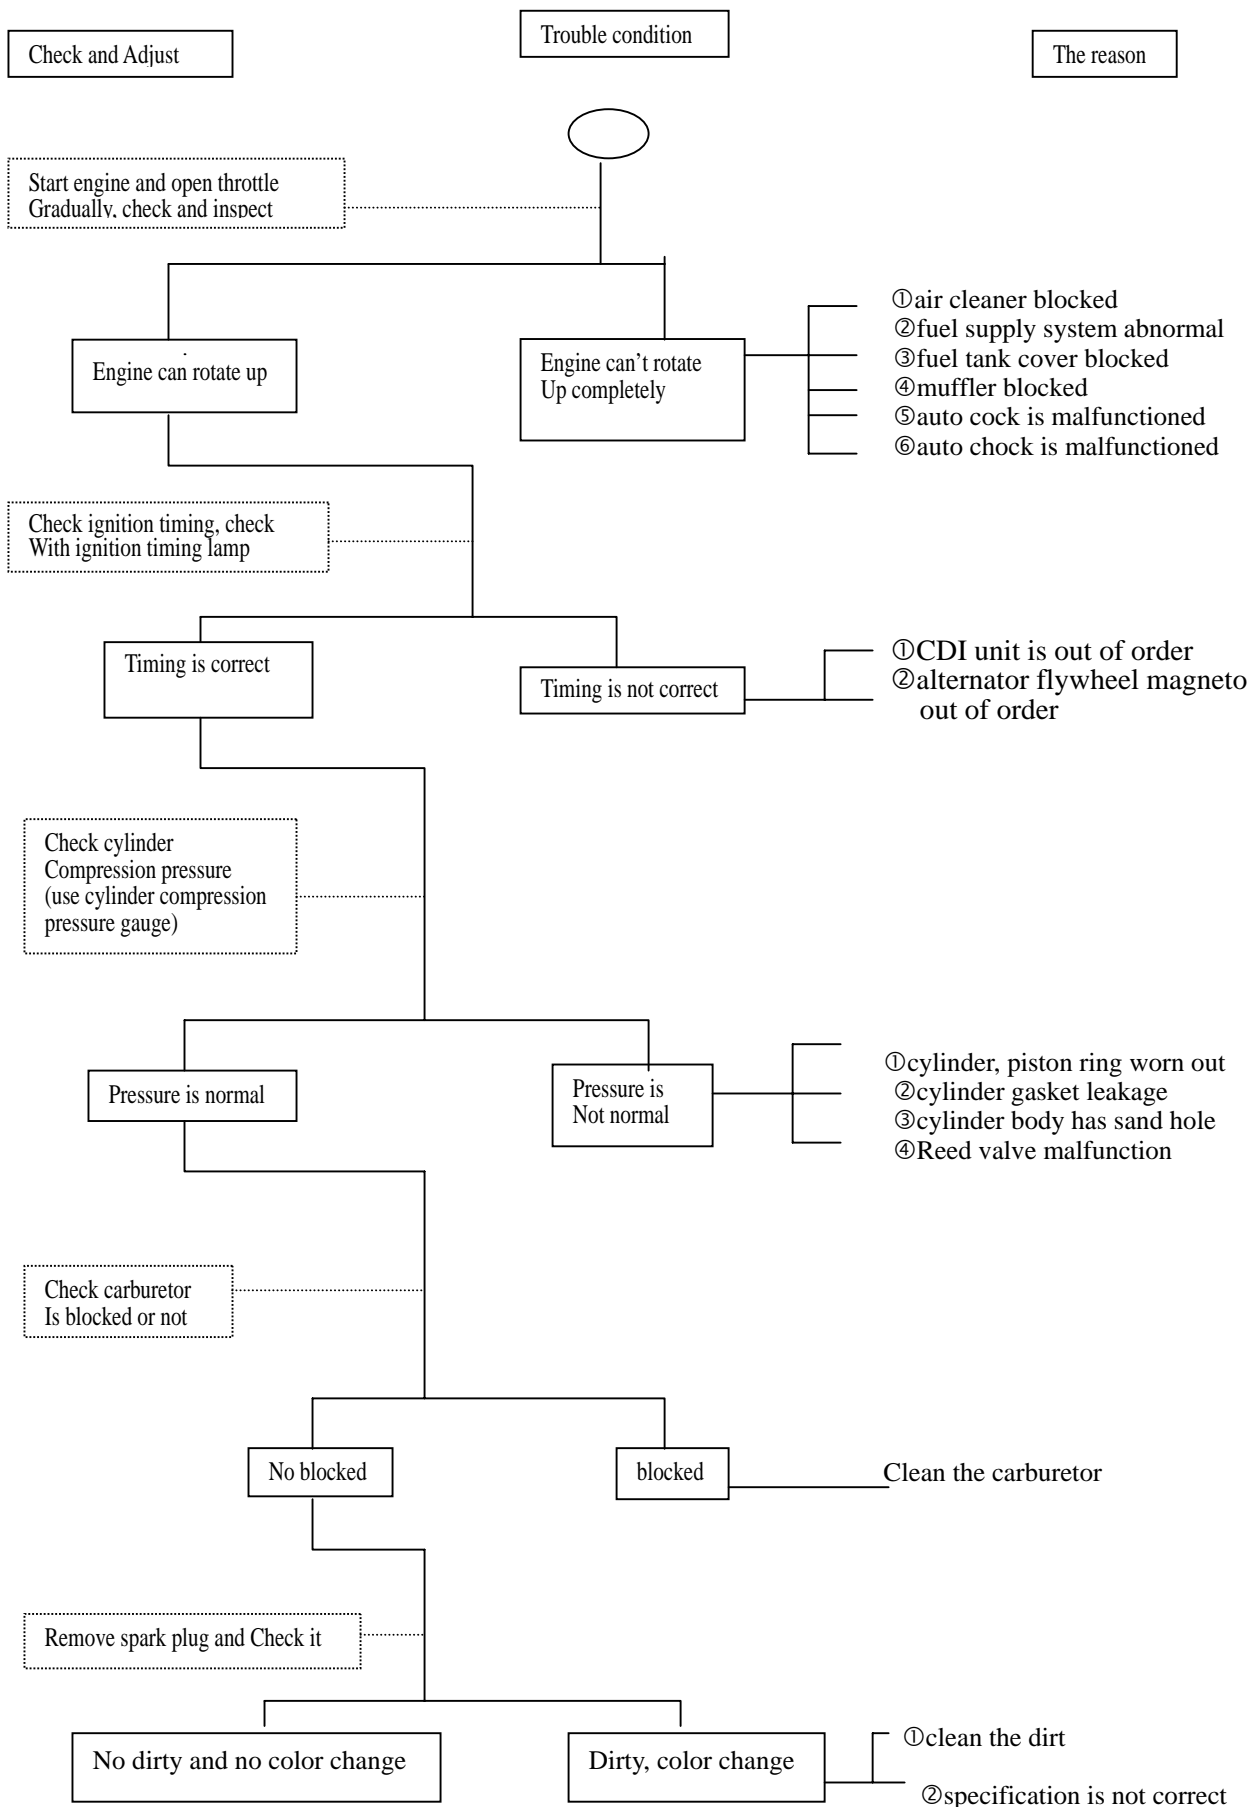 Check and Adjust
Trouble condition
The reason
Start engine and open throttle
Gradually, check and inspect
Engine can rotate up
Engine can’t rotate
Up completely
①air cleaner blocked
②fuel supply system abnormal
③fuel tank cover blocked
④muffler blocked
⑤auto cock is malfunctioned
⑥auto chock is malfunctioned
Check ignition timing, check
With ignition timing lamp
Timing is correct
Timing is not correct
①CDI unit is out of order
②alternator flywheel magneto
out of order
Check cylinder
Compression pressure
(use cylinder compression
pressure gauge)
Pressure is normal
Pressure is
Not normal
①cylinder, piston ring worn out
②cylinder gasket leakage
③cylinder body has sand hole
④Reed valve malfunction
Check carburetor
Is blocked or not
No blocked
blocked
Clean the carburetor
Remove spark plug and Check it
No dirty and no color change
Dirty, color change
①clean the dirt
②specification is not correct